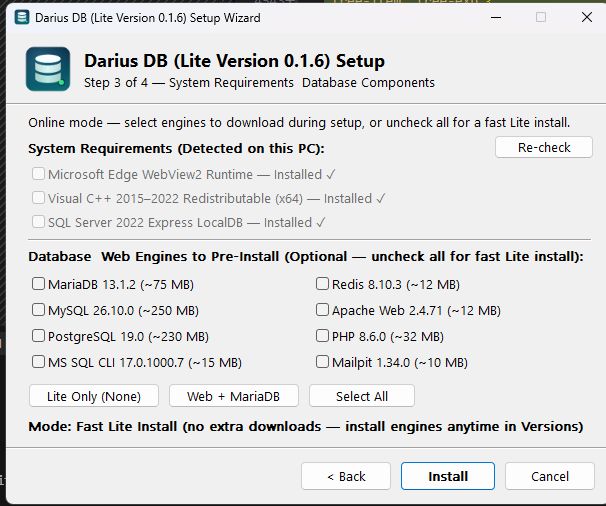 Darius DB (Lite Version 0.1.6) Setup Wizard
Darius DB (Lite Version 0.1.6) Setup
Step 3 of 4 — System Requirements  Database Components
Online mode — select engines to download during setup, or uncheck all for a fast Lite install.
System Requirements (Detected on this PC):
Re-check
Microsoft Edge WebView2 Runtime — Installed ✓
Visual C++ 2015–2022 Redistributable (x64) — Installed ✓
SQL Server 2022 Express LocalDB — Installed ✓
Database  Web Engines to Pre-Install (Optional — uncheck all for fast Lite install):
MariaDB 13.1.2 (~75 MB) Redis 8.10.3 (~12 MB)
MySQL 26.10.0 (~250 MB) Apache Web 2.4.71 (~12 MB)
PostgreSQL 19.0 (~230 MB) PHP 8.6.0 (~32 MB)
MS SQL CLI 17.0.1000.7 (~15 MB) Mailpit 1.34.0 (~10 MB)
Lite Only (None) Web + MariaDB Select All
Mode: Fast Lite Install (no extra downloads — install engines anytime in Versions)
< Back Install Cancel